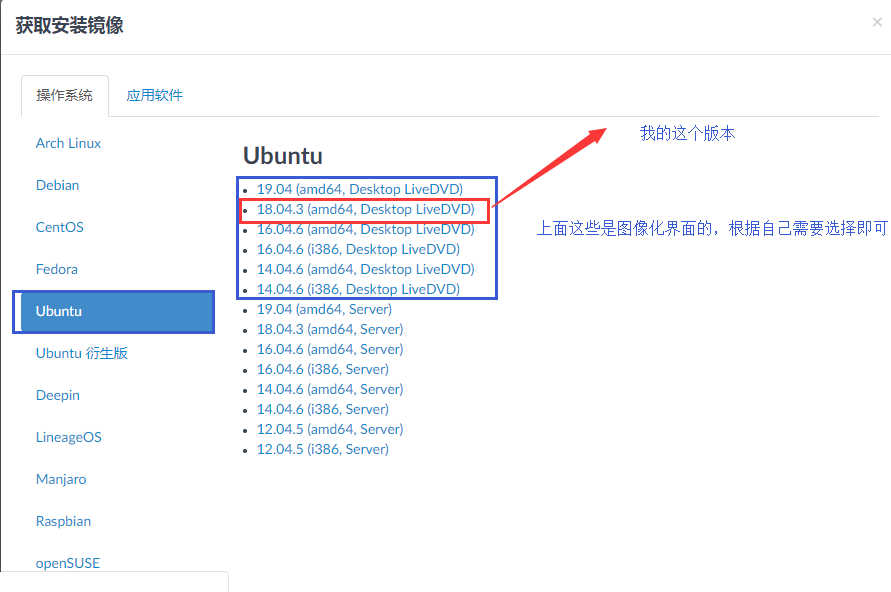 获取安装镜像
×
操作系统
应用软件
Arch Linux
Debian
CentOS
Fedora
Ubuntu
Ubuntu 衍生版
Deepin
LineageOS
Manjaro
Raspbian
openSUSE
Ubuntu
19.04 (amd64, Desktop LiveDVD)
18.04.3 (amd64, Desktop LiveDVD)
16.04.6 (amd64, Desktop LiveDVD)
16.04.6 (i386, Desktop LiveDVD)
14.04.6 (amd64, Desktop LiveDVD)
14.04.6 (i386, Desktop LiveDVD)
19.04 (amd64, Server)
18.04.3 (amd64, Server)
16.04.6 (amd64, Server)
16.04.6 (i386, Server)
14.04.6 (amd64, Server)
14.04.6 (i386, Server)
12.04.5 (amd64, Server)
12.04.5 (i386, Server)
我的这个版本
上面这些是图像化界面的，根据自己需要选择即可